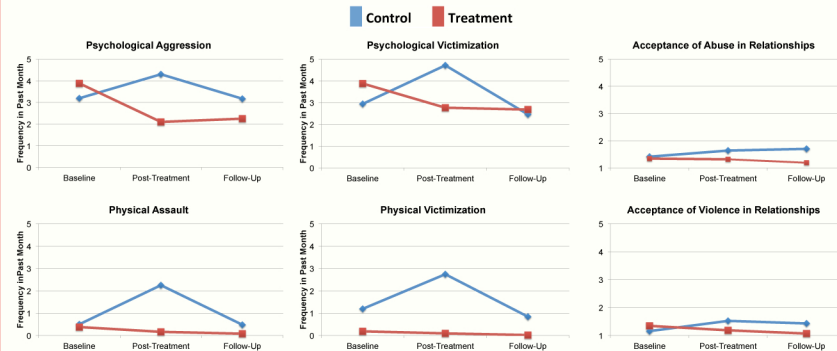 Control Treatment
Psychological Aggression
Frequency in Past Month
5
4
3
2
1
0
Baseline Post-Treatment Follow-Up
Psychological Victimization
Frequency in Past Month
5
4
3
2
1
0
Baseline Post-Treatment Follow-Up
Acceptance of Abuse in Relationships
5
4
3
2
1
Baseline Post-Treatment Follow-Up
Physical Assault
Frequency inPast Month
5
4
3
2
1
0
Baseline Post-Treatment Follow-Up
Physical Victimization
Frequency in Past Month
5
4
3
2
1
0
Baseline Post-Treatment Follow-Up
Acceptance of Violence in Relationships
5
4
3
2
1
Baseline Post-Treatment Follow-Up